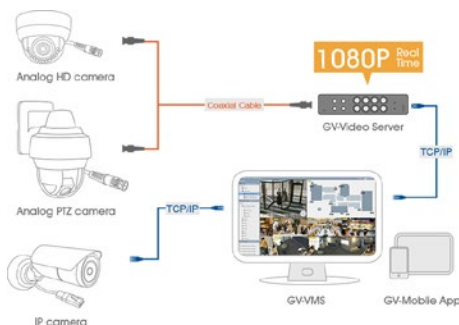 Analog HD camera
1080P Real Time
Coaxial Cable
GV-Video Server
TCP/IP
Analog PTZ camera
TCP/IP
IP camera
GV-VMS
GV-Mobile App